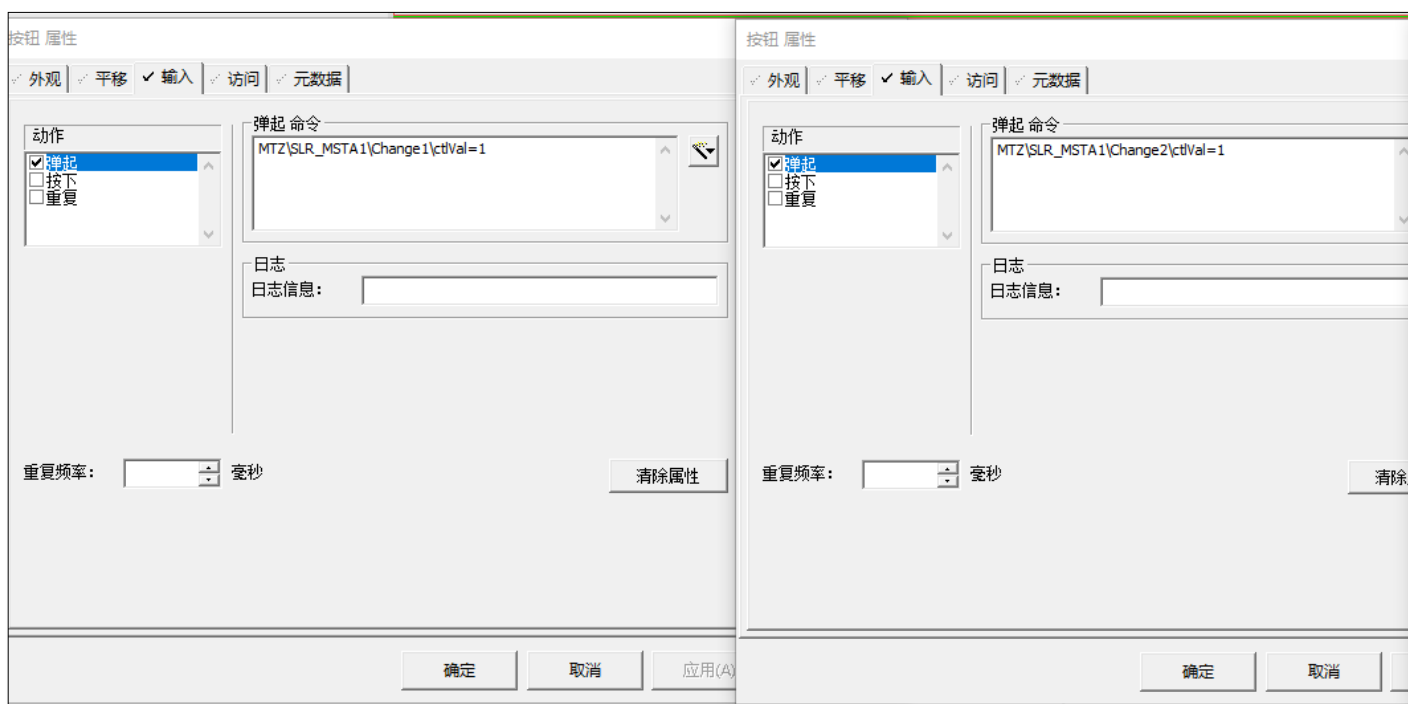 按钮 属性
外观
平移
输入
访问
元数据
动作
弹起
按下
重复
弹起 命令
MTZ\SLR_MSTA1\Change1\ctlVal=1
日志
日志信息:
重复频率:
毫秒
清除属性
确定
取消
应用(A)
按钮 属性
外观
平移
输入
访问
元数据
动作
弹起
按下
重复
弹起 命令
MTZ\SLR_MSTA1\Change2\ctlVal=1
日志
日志信息:
重复频率:
毫秒
清除
确定
取消